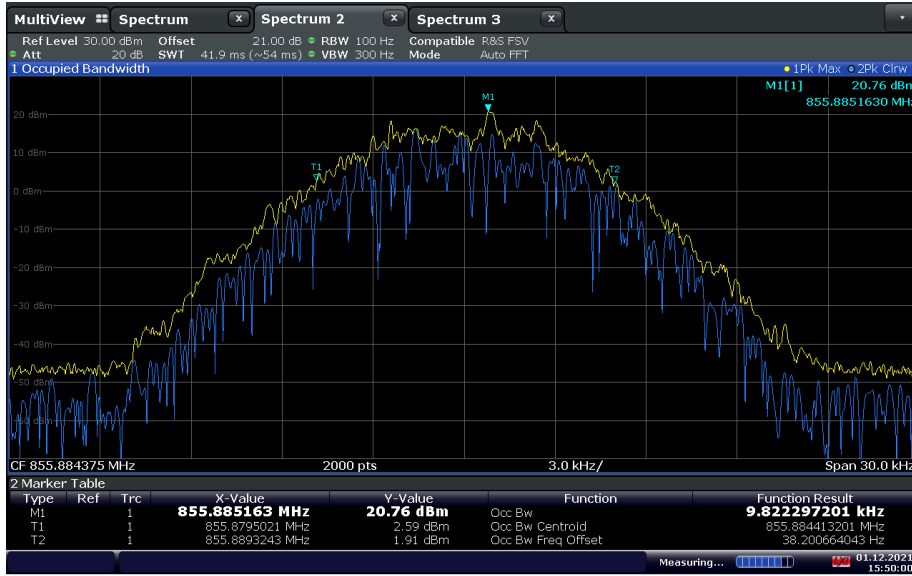 MultiView Spectrum x Spectrum 2 x Spectrum 3 x
Ref Level 30.00 dBm Offset 21.00 dB RBW 100 Hz Compatible R&S FSV
Att 20 dB SWT 41.9 ms (~54 ms) VBW 300 Hz Mode Auto FFT
1 Occupied Bandwidth 1Pk Max 2Pk Clrw
M1[1] 20.76 dBm
855.8851630 MHz
M1
20 dBm
10 dBm
T1
T2
0 dBm
-10 dBm
-20 dBm
-30 dBm
-40 dBm
-50 dBm
CF 855.884375 MHz 2000 pts 3.0 kHz/ Span 30.0 kHz
2 Marker Table
Type Ref Trc X-Value Y-Value Function Function Result
M1 1 855.885163 MHz 20.76 dBm Occ Bw 9.822297201 kHz
T1 1 855.8795021 MHz 2.59 dBm Occ Bw Centroid 855.884413201 MHz
T2 1 855.8893243 MHz 1.91 dBm Occ Bw Freq Offset 38.200664043 Hz
Measuring... 01.12.2021
15:50:00